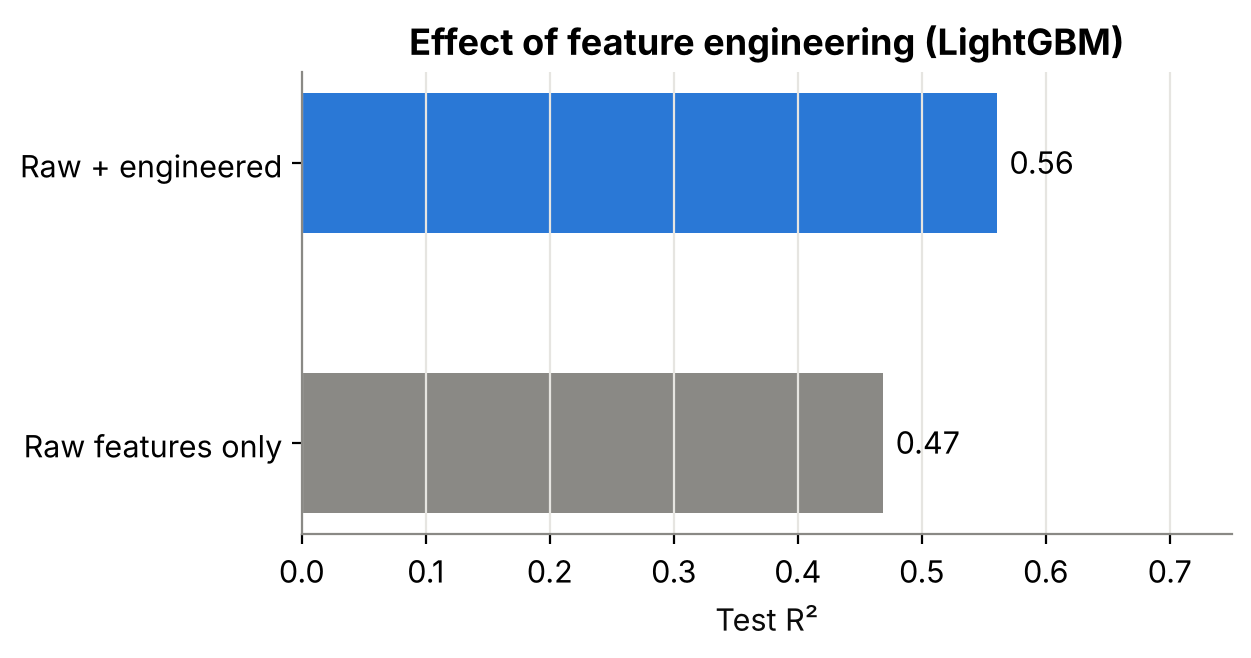 Effect of feature engineering (LightGBM)
Raw + engineered
0.56
Raw features only
0.47
0.0 0.1 0.2 0.3 0.4 0.5 0.6 0.7
Test R²